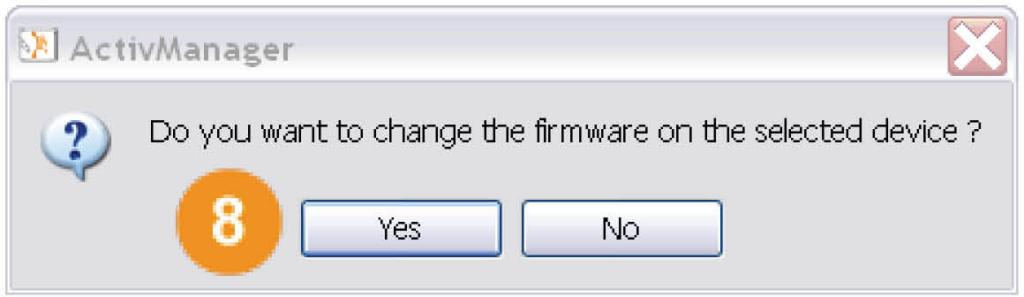 ActivManager
Do you want to change the firmware on the selected device ?
8
Yes
No